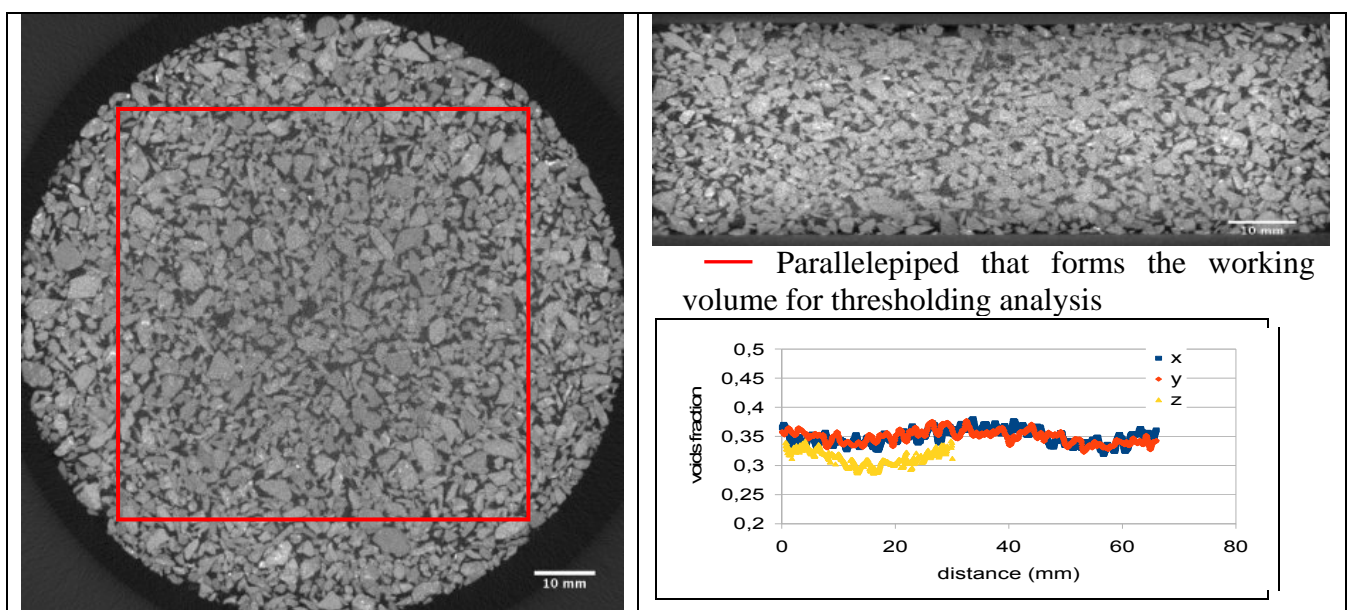 10 mm
10 mm
Parallelepiped that forms the working
volume for thresholding analysis
0,5
0,45
0,4
0,35
0,3
0,25
0,2
voids fration
x
y
z
0 20 40 60 80
distance (mm)